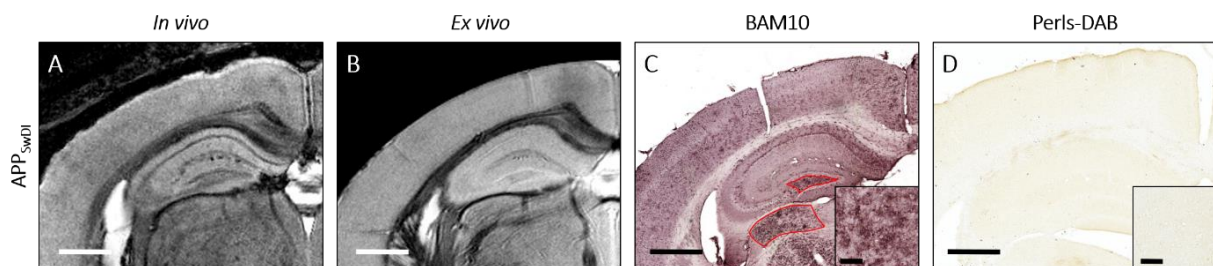 In vivo
Ex vivo
BAM10
Perls-DAB
APPSwDI
A
B
C
D